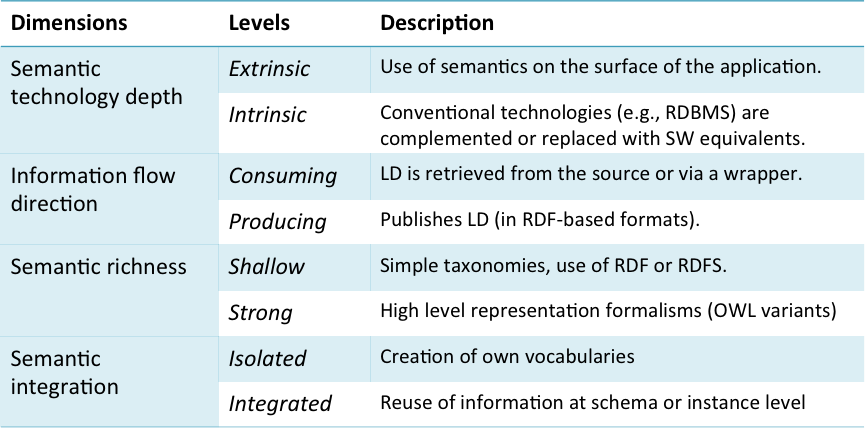 Dimensions Levels Description
Semantic technology depth Extrinsic Use of semantics on the surface of the application.
Intrinsic Conventional technologies (e.g., RDBMS) are
complemented or replaced with SW equivalents.
Information flow direction Consuming LD is retrieved from the source or via a wrapper.
Producing Publishes LD (in RDF-based formats).
Semantic richness Shallow Simple taxonomies, use of RDF or RDFS.
Strong High level representation formalisms (OWL variants)
Semantic integration Isolated Creation of own vocabularies
Integrated Reuse of information at schema or instance level